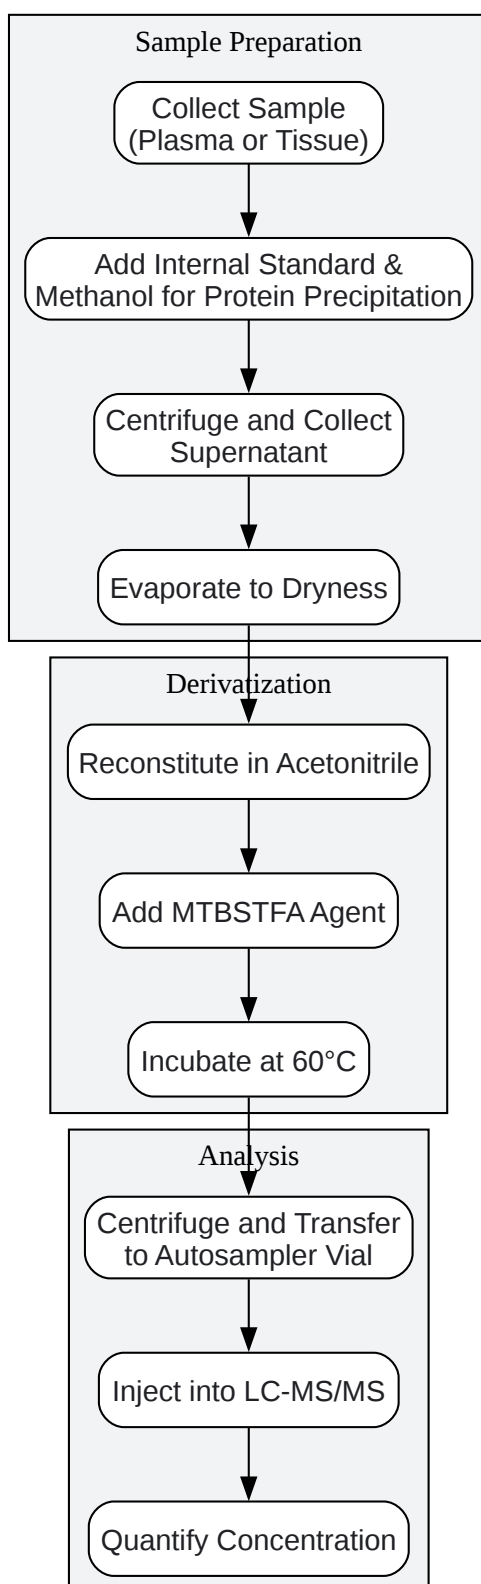 Sample Preparation
Collect Sample
(Plasma or Tissue)
Add Internal Standard &
Methanol for Protein Precipitation
Centrifuge and Collect
Supernatant
Evaporate to Dryness
Derivatization
Reconstitute in Acetonitrile
Add MTBSTFA Agent
Incubate at 60°C
Analysis
Centrifuge and Transfer
to Autosampler Vial
Inject into LC-MS/MS
Quantify Concentration